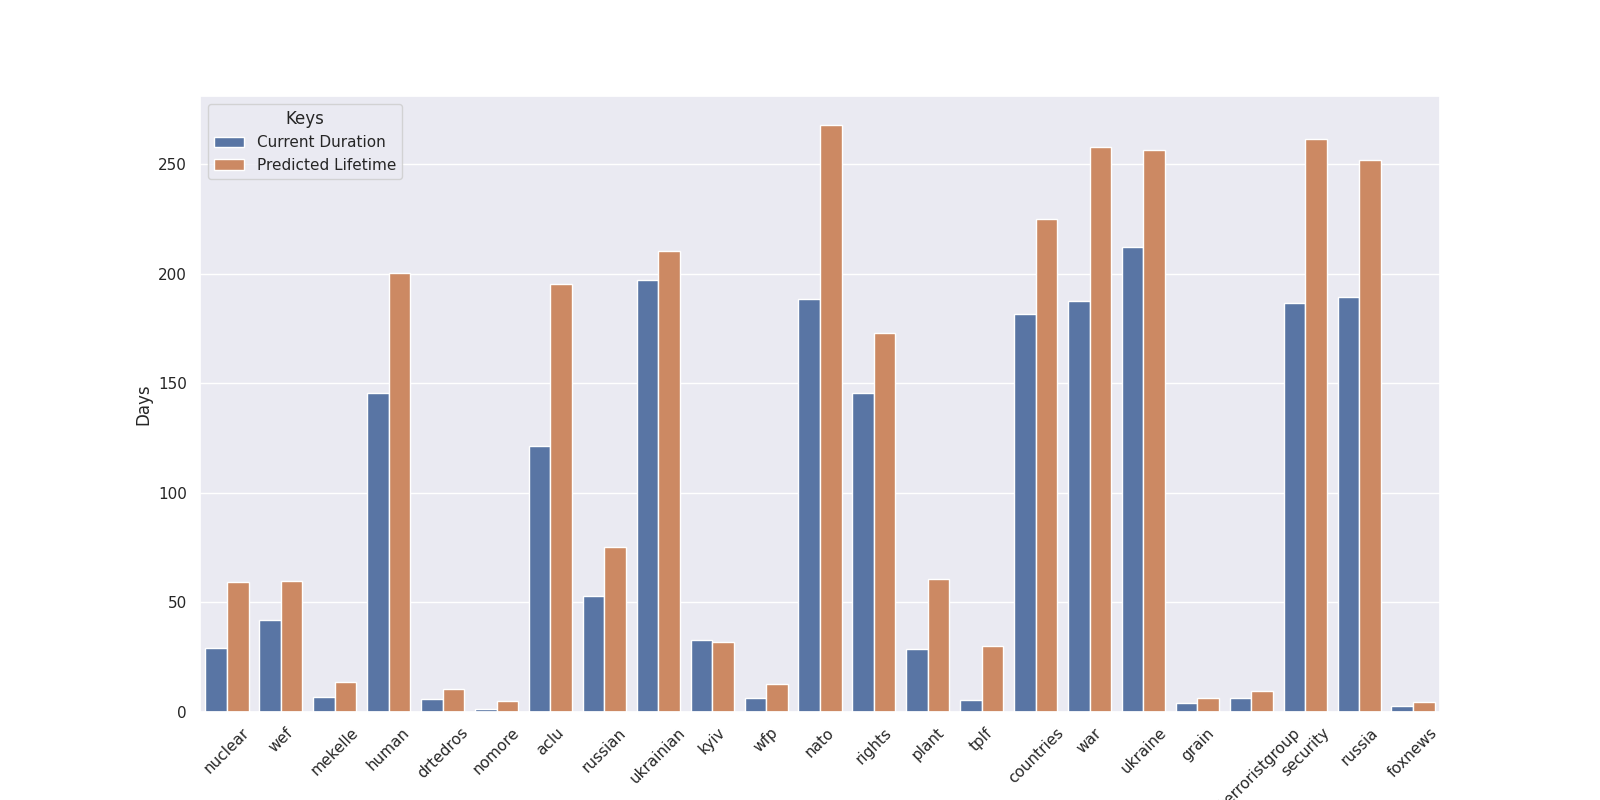 Keys
Current Duration
Predicted Lifetime
Days
250
200
150
100
50
0
nuclear
wef
mekelle
human
drtedros
nomore
aclu
russian
ukrainian
kyiv
wfp
nato
rights
plant
tplf
countries
war
ukraine
grain
erroristgroup
security
russia
foxnews